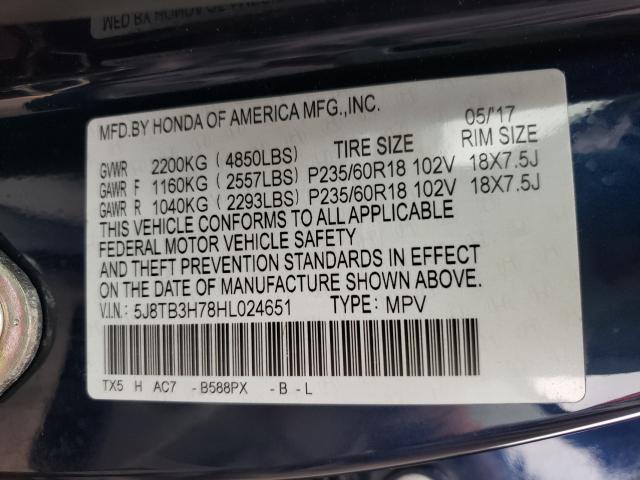 MFD.BY HONDA OF AMERICA MFG.,INC. 05/'17
TIRE SIZE RIM SIZE
GVWR 2200KG (4850LBS)
GAWR F 1160KG (2557LBS) P235/60R18 102V 18X7.5J
GAWR R 1040KG (2293LBS) P235/60R18 102V 18X7.5J
THIS VEHICLE CONFORMS TO ALL APPLICABLE
FEDERAL MOTOR VEHICLE SAFETY
AND THEFT PREVENTION STANDARDS IN EFFECT
ON THE DATE OF MANUFACTURE SHOWN ABOVE.
V.I.N.: 5J8TB3H78HL024651 TYPE: MPV
TX5 H AC7 -B588PX -B -L